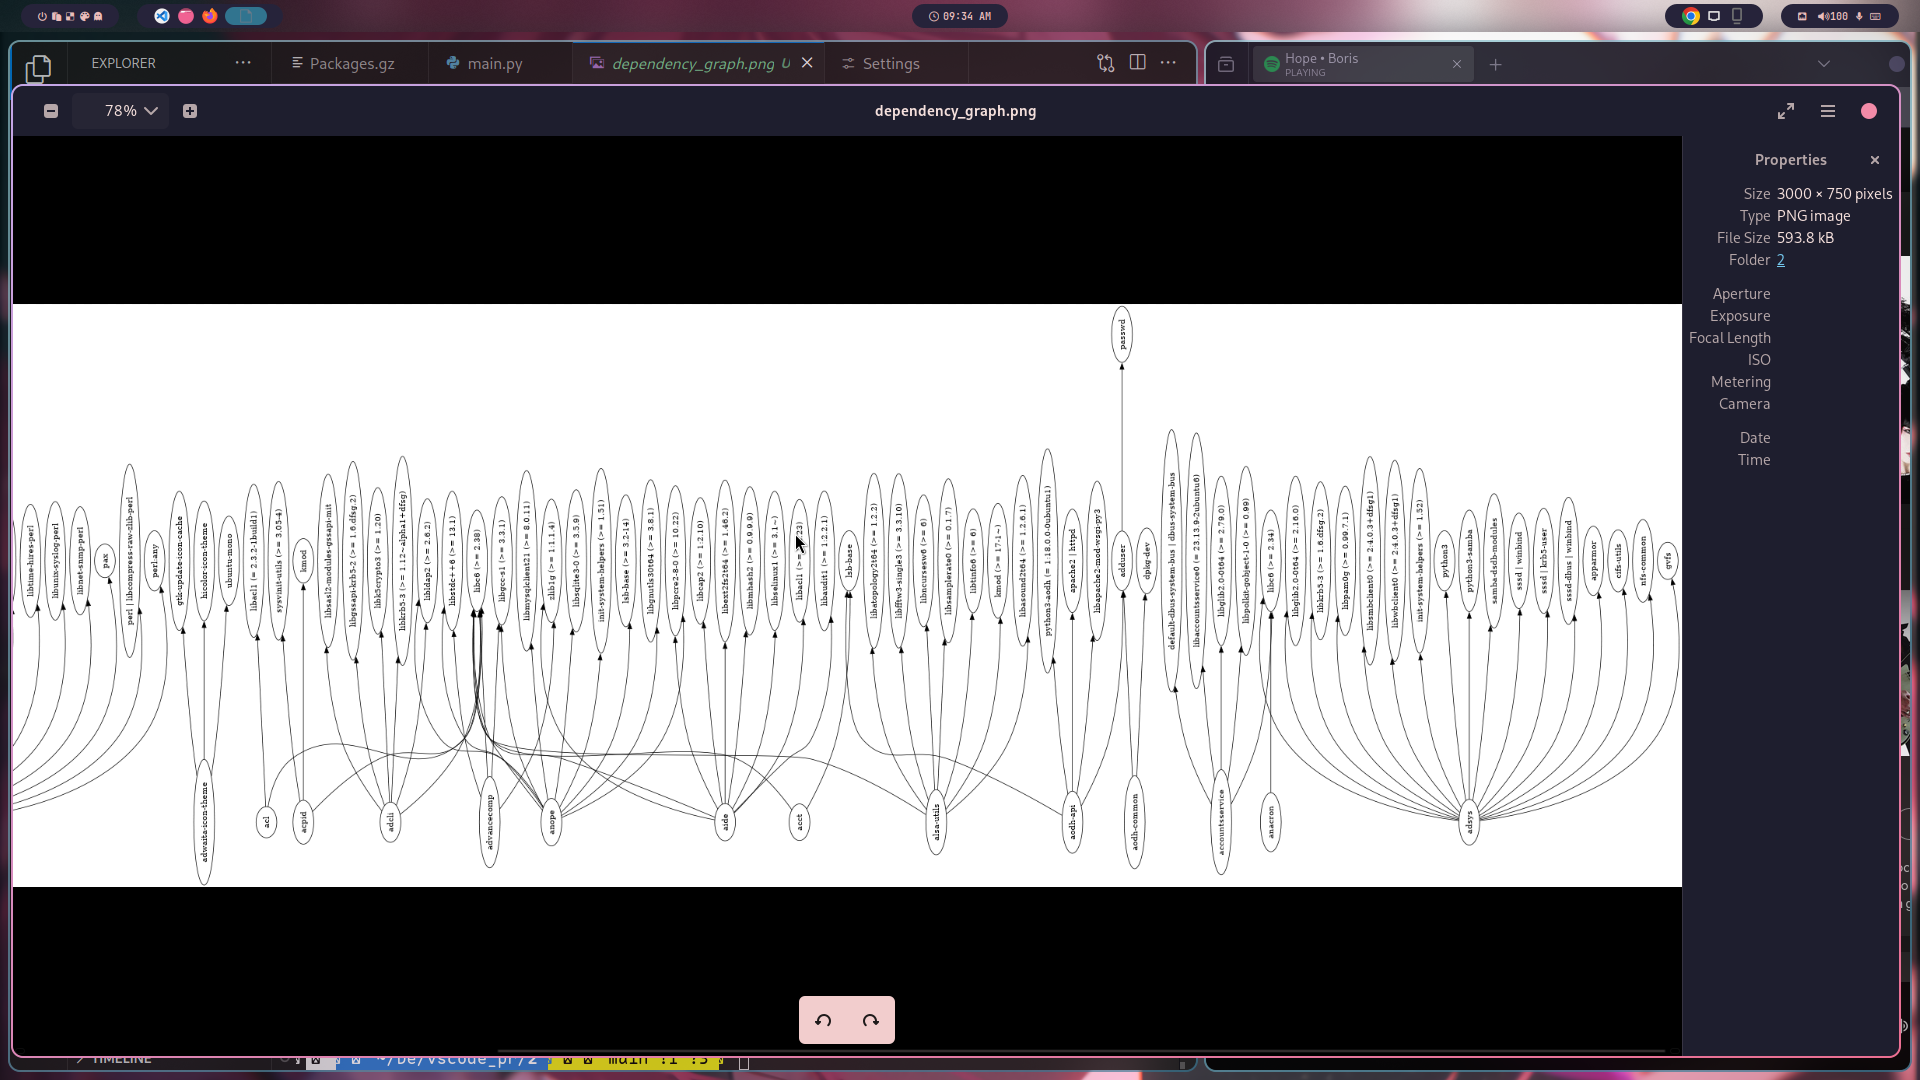 09:34 AM
100
EXPLORER
Packages.gz
main.py
dependency_graph.png U
Settings
Hope • Boris
PLAYING
78%
dependency_graph.png
Properties
Size 3000 × 750 pixels
Type PNG image
File Size 593.8 kB
Folder 2
Aperture
Exposure
Focal Length
ISO
Metering
Camera
Date
Time
passwd
libtime-hires-perl
libunix-syslog-perl
libnet-snmp-perl
pax
perl | libcompress-raw-zlib-perl
perl:any
gtk-update-icon-cache
hicolor-icon-theme
ubuntu-mono
libacl1 (= 2.3.2-1build1)
sysvinit-utils (>= 3.05-4)
kmod
libsasl2-modules-gssapi-mit
libgssapi-krb5-2 (>= 1.6.dfsg.2)
libk5crypto3 (>= 1.20)
libkrb5-3 (>= 1.12~alpha1+dfsg)
libldap2 (>= 2.6.2)
libstdc++6 (>= 13.1)
libc6 (>= 2.38)
libgcc-s1 (>= 3.3.1)
libmysqlclient21 (>= 8.0.11)
zlib1g (>= 1:1.1.4)
libsqlite3-0 (>= 3.5.9)
init-system-helpers (>= 1.51)
lsb-base (>= 3.2-14)
libgnutls30t64 (>= 3.8.1)
libpcre2-8-0 (>= 10.22)
libcap2 (>= 1:2.10)
libext2fs2t64 (>= 1.46.2)
libmhash2 (>= 0.9.9.9)
libselinux1 (>= 3.1~)
libaudit1 (>= 1:2.2.1)
lsb-base
libatopology2t64 (>= 1.2.2)
libfftw3-single3 (>= 3.3.10)
libncursesw6 (>= 6)
libsamplerate0 (>= 0.1.7)
libtinfo6 (>= 6)
kmod (>= 17-1~)
libasound2t64 (>= 1.2.6.1)
python3-aodh (= 1:18.0.0-0ubuntu1)
apache2 | httpd
libapache2-mod-wsgi-py3
adduser
dpkg-dev
default-dbus-system-bus | dbus-system-bus
libaccountsservice0 (= 23.13.9-2ubuntu6)
libglib2.0-0t64 (>= 2.79.0)
libpolkit-gobject-1-0 (>= 0.99)
libc6 (>= 2.34)
libglib2.0-0t64 (>= 2.16.0)
libkrb5-3 (>= 1.6.dfsg.2)
libpam0g (>= 0.99.7.1)
libsmbclient0 (>= 2:4.0.3+dfsg1)
libwbclient0 (>= 2:4.0.3+dfsg1)
init-system-helpers (>= 1.52)
python3
python3-samba
samba-dsdb-modules
sssd | winbind
sssd | krb5-user
sssd-dbus | winbind
apparmor
cifs-utils
nfs-common
gvfs
adwaita-icon-theme
acl
acpid
adcli
advancecomp
anope
aide
acct
alsa-utils
aodh-api
aodh-common
accountsservice
anacron
adsys
TIMELINE